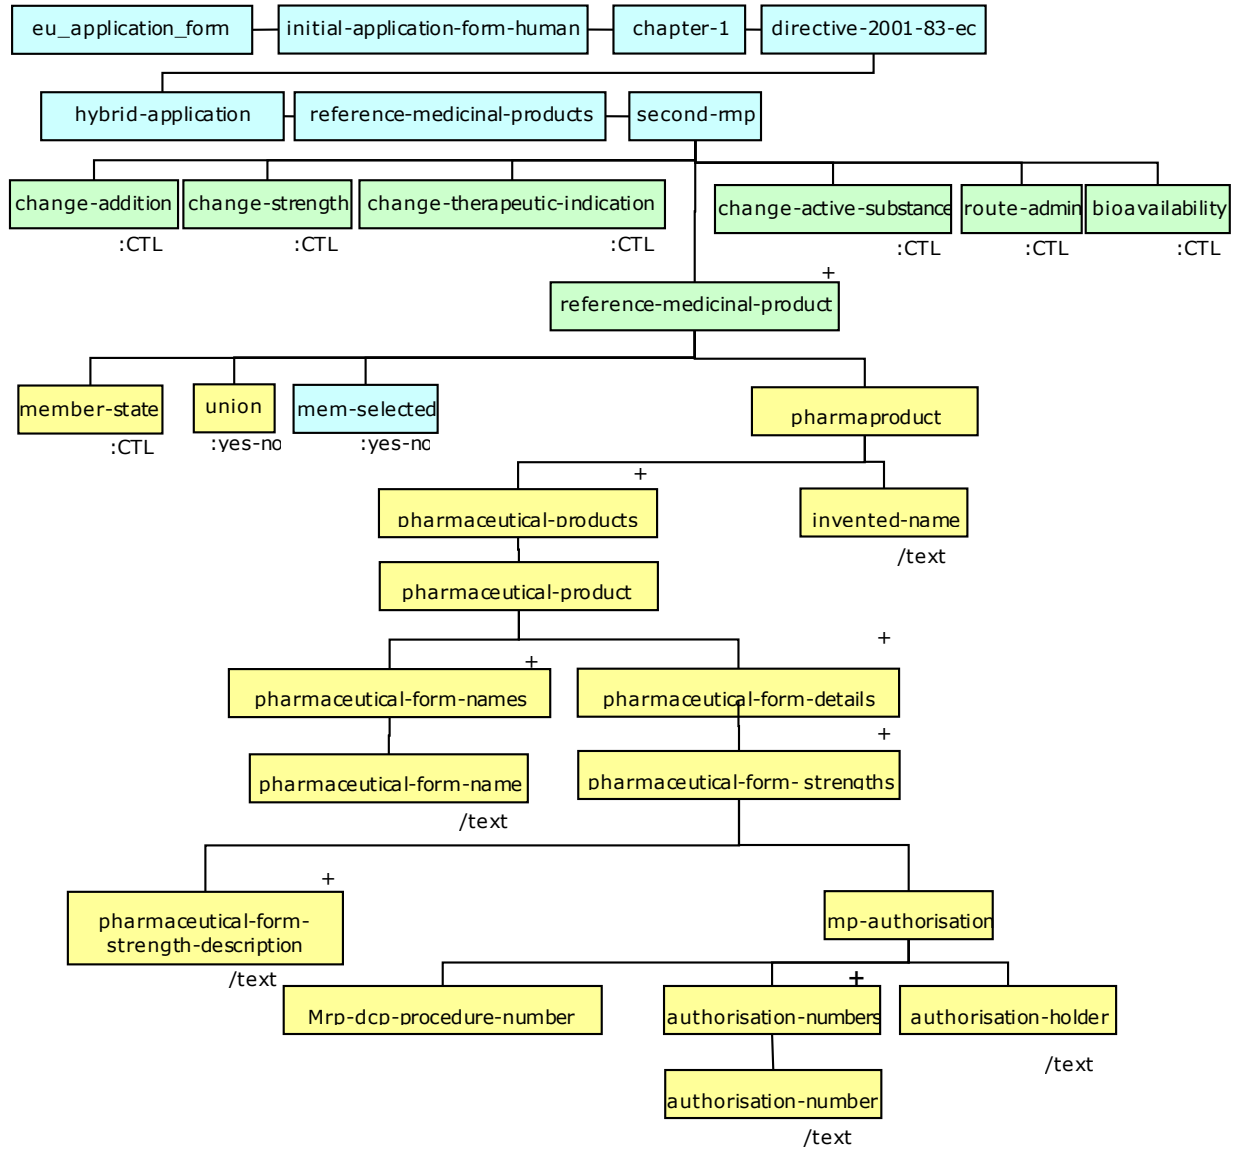 eu_application_form
initial-application-form-human
chapter-1
directive-2001-83-ec
hybrid-application
reference-medicinal-products
second-rmp
change-addition
change-strength
change-therapeutic-indication
change-active-substance
route-admin
bioavailability
:CTL
:CTL
:CTL
:CTL
:CTL
:CTL
+
reference-medicinal-product
member-state
union
mem-selected
pharmaproduct
:CTL
:yes-no
:yes-no
+
pharmaceutical-products
invented-name
/text
pharmaceutical-product
+
+
pharmaceutical-form-names
pharmaceutical-form-details
+
pharmaceutical-form-name
pharmaceutical-form- strengths
/text
+
pharmaceutical-form-
strength-description
mp-authorisation
/text
+
Mrp-dcp-procedure-number
authorisation-numbers
authorisation-holder
/text
authorisation-number
/text